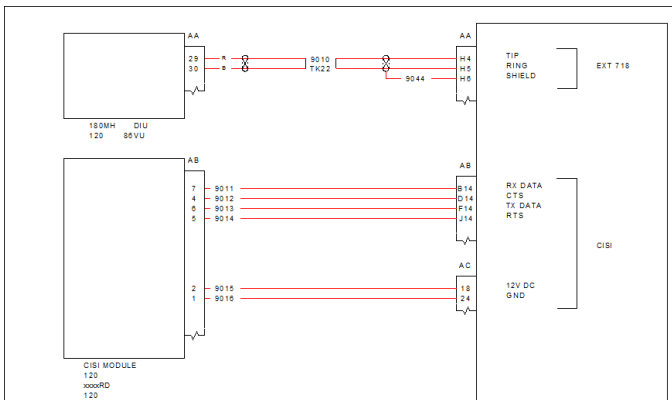 AA AA
29 R 9010 H4 TIP
30 B TK22 H5 RING EXT 718
9044 H6 SHIELD
180MH DIU
120 86VU
AB AB
7 9011 B14 RX DATA
4 9012 D14 CTS
6 9013 F14 TX DATA
5 9014 J14 RTS
CISI
AC
2 9015 18 12V DC
1 9016 24 GND
CISI MODULE
120
xxxxRD
120